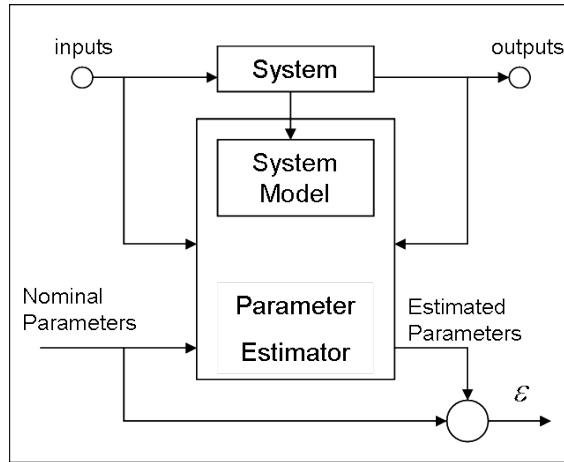 inputs
System
outputs
System
Model
Nominal
Parameters
Parameter
Estimator
Estimated
Parameters
ε